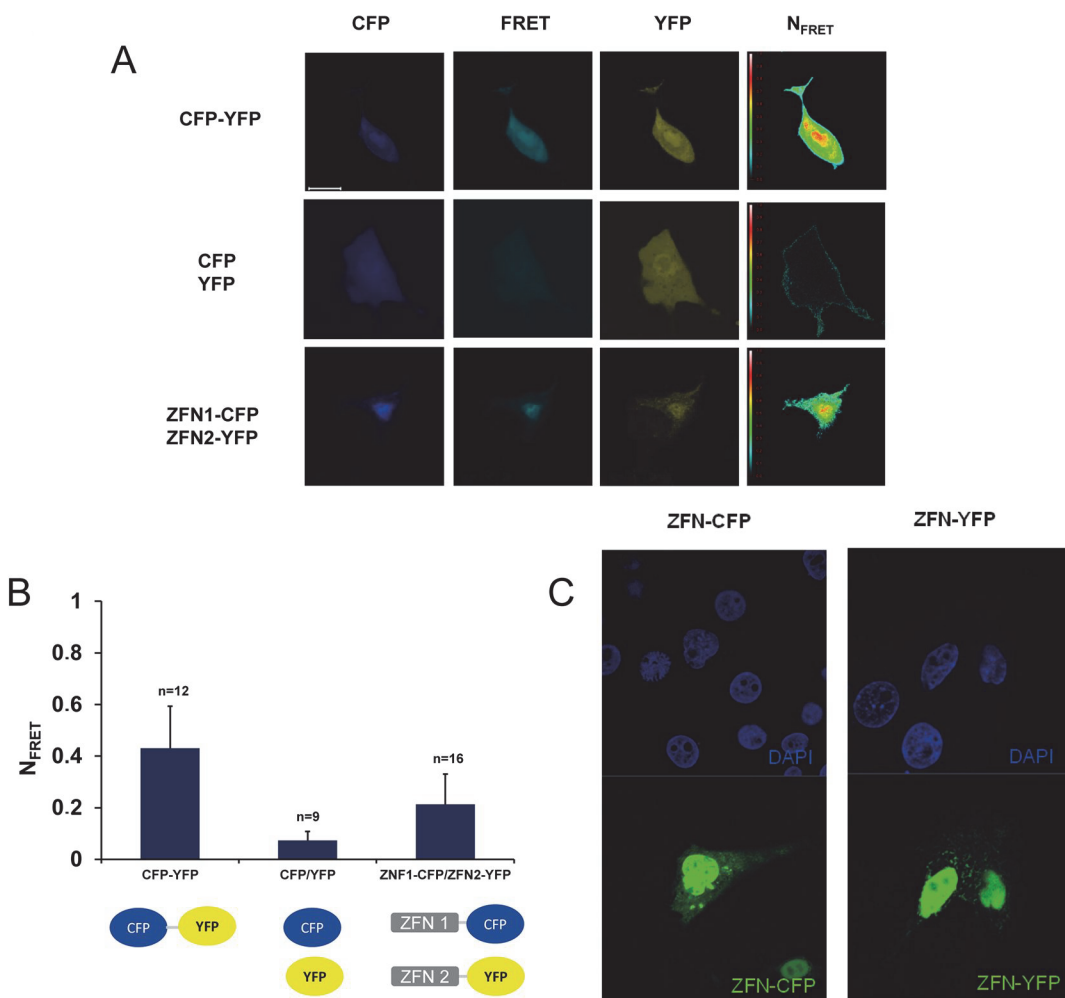 CFP FRET YFP NFRET
A
CFP-YFP
CFP
YFP
ZFN1-CFP
ZFN2-YFP
ZFN-CFP ZFN-YFP
B
C
1
0.8
0.6
0.4
0.2
0
NFRET
n=12
n=9
n=16
CFP-YFP CFP/YFP ZNF1-CFP/ZFN2-YFP
CFP YFP
CFP
YFP
ZFN 1 CFP
ZFN 2 YFP
DAPI DAPI
ZFN-CFP ZFN-YFP